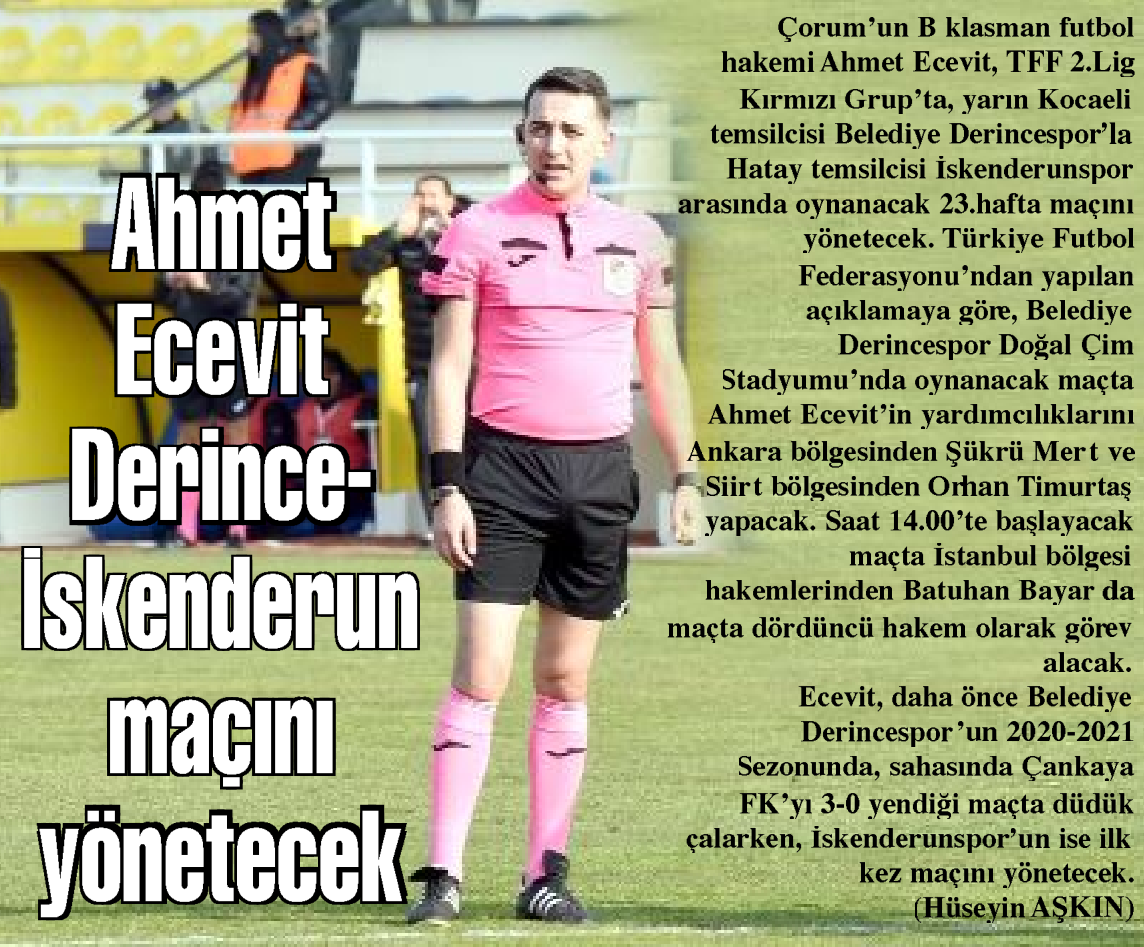 Ahmet
Ecevit
Derince-
İskenderun
maçını
yönetecek
Çorum'un B klasman futbol
hakemi Ahmet Ecevit, TFF 2.Lig
Kırmızı Grup'ta, yarın Kocaeli
temsilcisi Belediye Derincespor'la
Hatay temsilcisi İskenderunspor
arasında oynanacak 23.hafta maçını
yönetecek. Türkiye Futbol
Federasyonu'ndan yapılan
açıklamaya göre, Belediye
Derincespor Doğal Çim
Stadyumu'nda oynanacak maçta
Ahmet Ecevit'in yardımcılıklarını
Ankara bölgesinden Şükrü Mert ve
Siirt bölgesinden Orhan Timurtaş
yapacak. Saat 14.00'te başlayacak
maçta İstanbul bölgesi
hakemlerinden Batuhan Bayar da
maçta dördüncü hakem olarak görev
alacak.
Ecevit, daha önce Belediye
Derincespor'un 2020-2021
Sezonunda, sahasında Çankaya
FK'yı 3-0 yendiği maçta düdük
çalarken, İskenderunspor'un ise ilk
kez maçını yönetecek.
(Hüseyin AŞKIN)